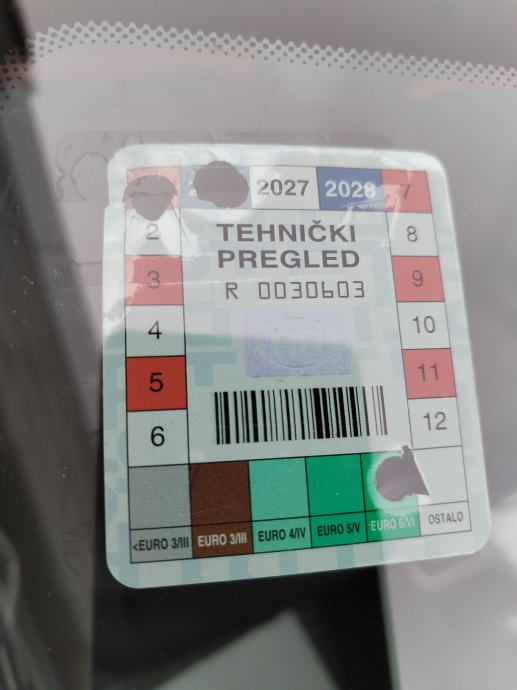 2027 2028 7
2 TEHNIČKI 8
PREGLED
3 R 0030603 9
4 10
5 11
6 12
<EURO 3/III EURO 3/III EURO 4/IV EURO 5/V EURO 6/VI OSTALO